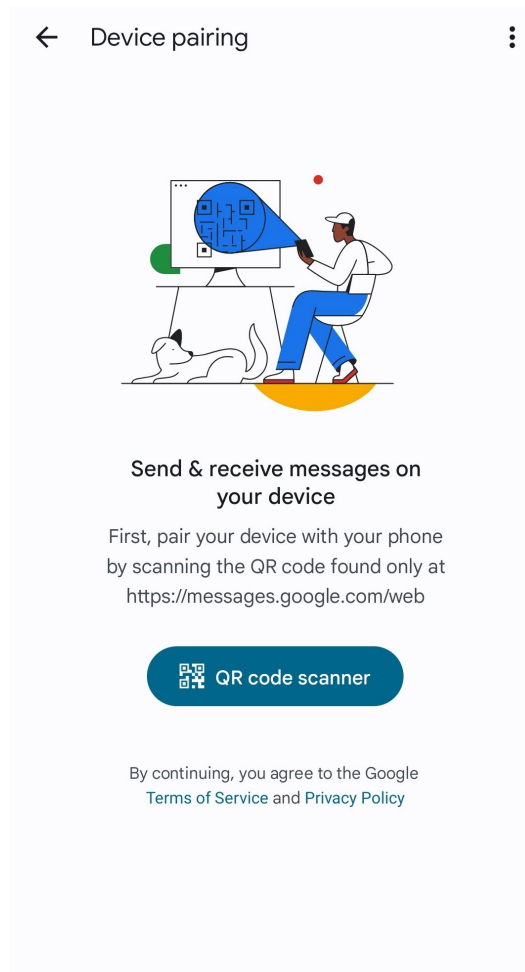 Device pairing
Send & receive messages on
your device
First, pair your device with your phone
by scanning the QR code found only at
https://messages.google.com/web
QR code scanner
By continuing, you agree to the Google
Terms of Service and Privacy Policy